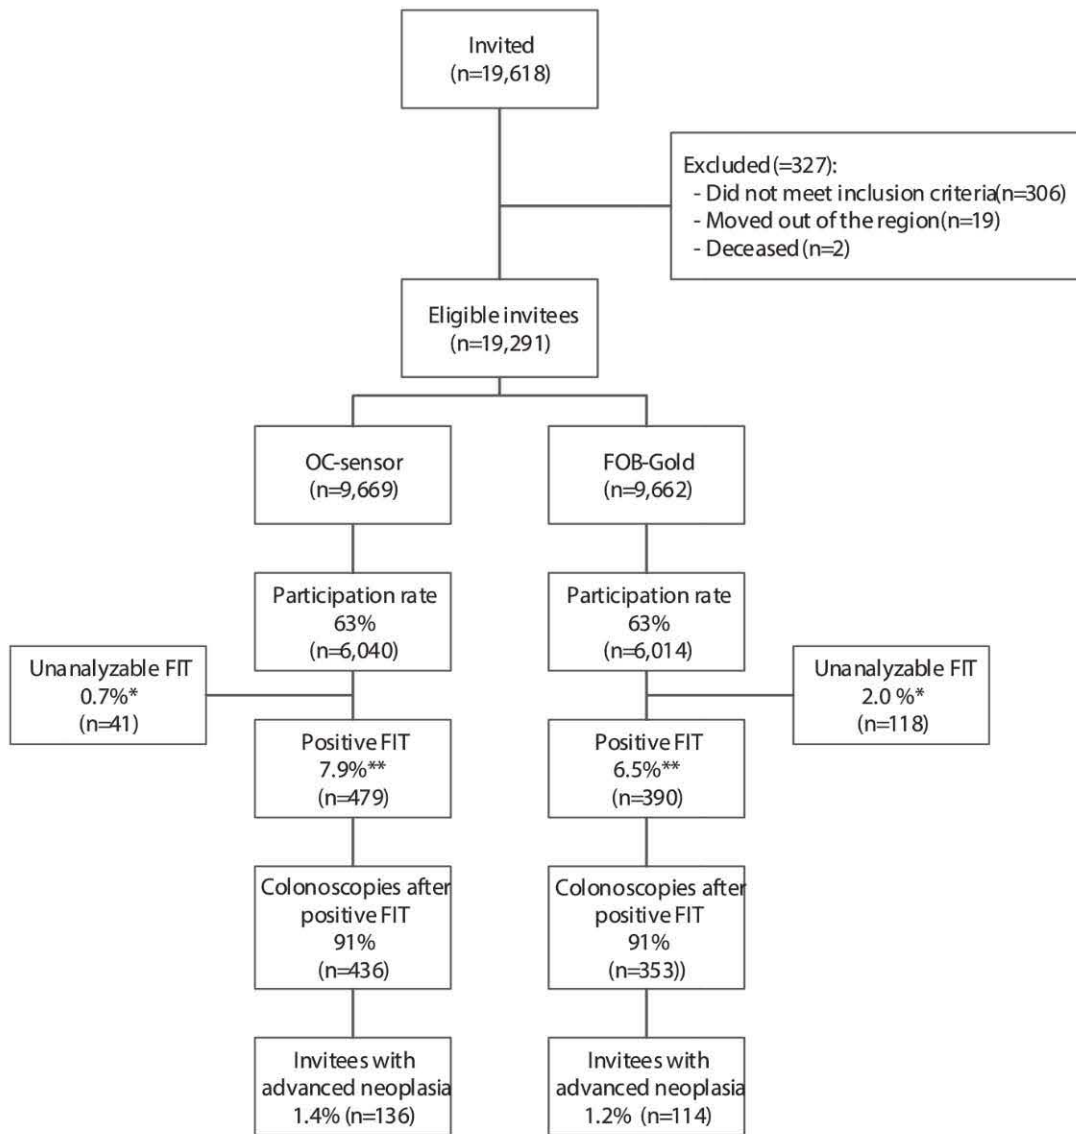 Invited
(n=19,618)
Excluded (=327):
- Did not meet inclusion criteria(n=306)
- Moved out of the region(n=19)
- Deceased (n=2)
Eligible invitees
(n=19,291)
OC-sensor
(n=9,669)
FOB-Gold
(n=9,662)
Participation rate
63%
(n=6,040)
Participation rate
63%
(n=6,014)
Unanalyzable FIT
0.7%*
(n=41)
Unanalyzable FIT
2.0 %*
(n=118)
Positive FIT
7.9%**
(n=479)
Positive FIT
6.5%**
(n=390)
Colonoscopies after
positive FIT
91%
(n=436)
Colonoscopies after
positive FIT
91%
(n=353))
Invitees with
advanced neoplasia
1.4% (n=136)
Invitees with
advanced neoplasia
1.2% (n=114)